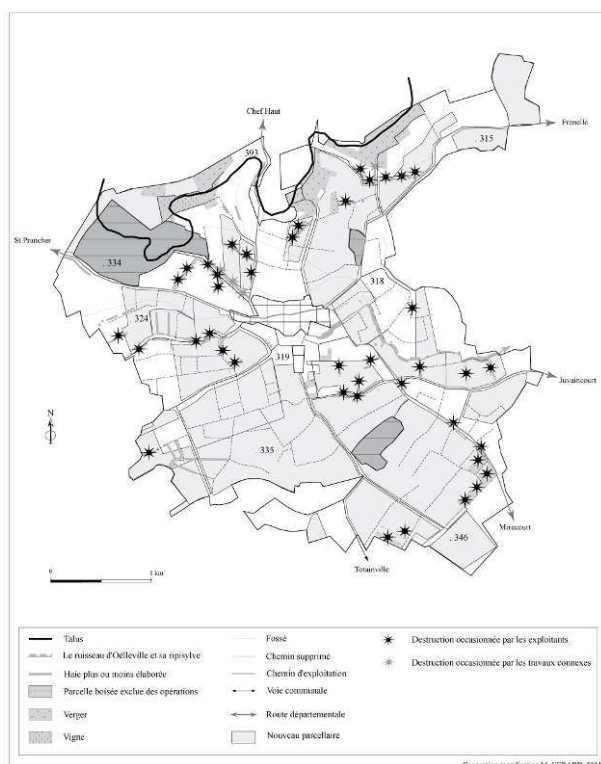 Chef Haut
Frenelle
393
315
St Prancher
334
318
324
319
Juvaincourt
N
335
Mirecourt
346
Totainville
0
1 km
Talus
Le ruisseau d'Oëlleville et sa ripisylve
Haie plus ou moins élaborée
Parcelle boisée exclue des opérations
Verger
Vigne
Fossé
Chemin supprimé
Chemin d'exploitation
Voie communale
Route départementale
Nouveau parcellaire
Destruction occasionnée par les exploitants
Destruction occasionnée par les travaux connexes